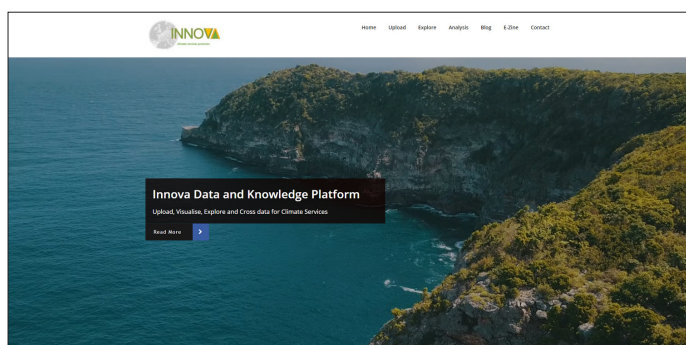 INNOVA
Home Upload Explore Analysis Blog E-Zine Contact
Innova Data and Knowledge Platform
Upload, Visualise, Explore and Cross data for Climate Services
Read More